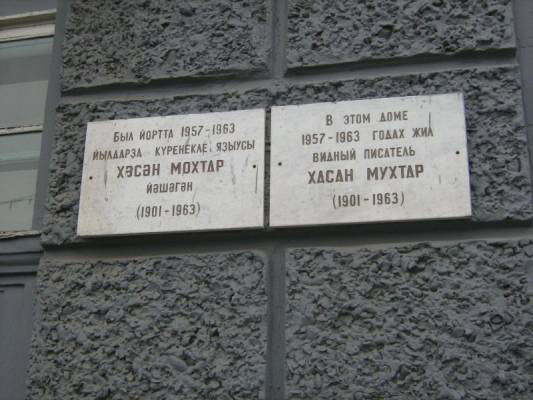 Был йортта 1957-1963
йылдарҙа күренекле языусы
ХӘСӘН МОХТАР
йәшәгән
(1901-1963)
В ЭТОМ ДОМЕ
1957-1963 ГОДАХ ЖИЛ
ВИДНЫЙ ПИСАТЕЛЬ
ХАСАН МУХТАР
(1901-1963)